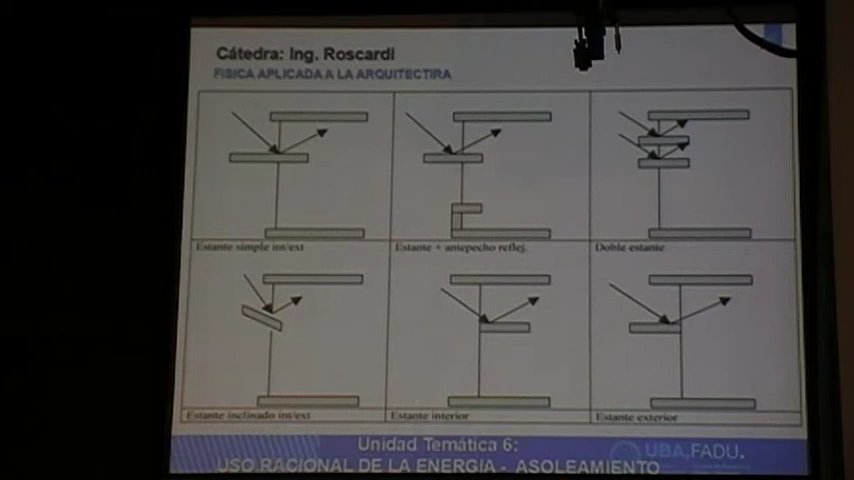 Cátedra: Ing. Roscardi
FISICA APLICADA A LA ARQUITECTIRA
Estante simple int/ext
Estante + antepecho reflej.
Doble estante
Estante inclinado int/ext
Estante interior
Estante exterior
Unidad Temática 6:
USO RACIONAL DE LA ENERGIA - ASOLEAMIENTO
UBA.FADU.